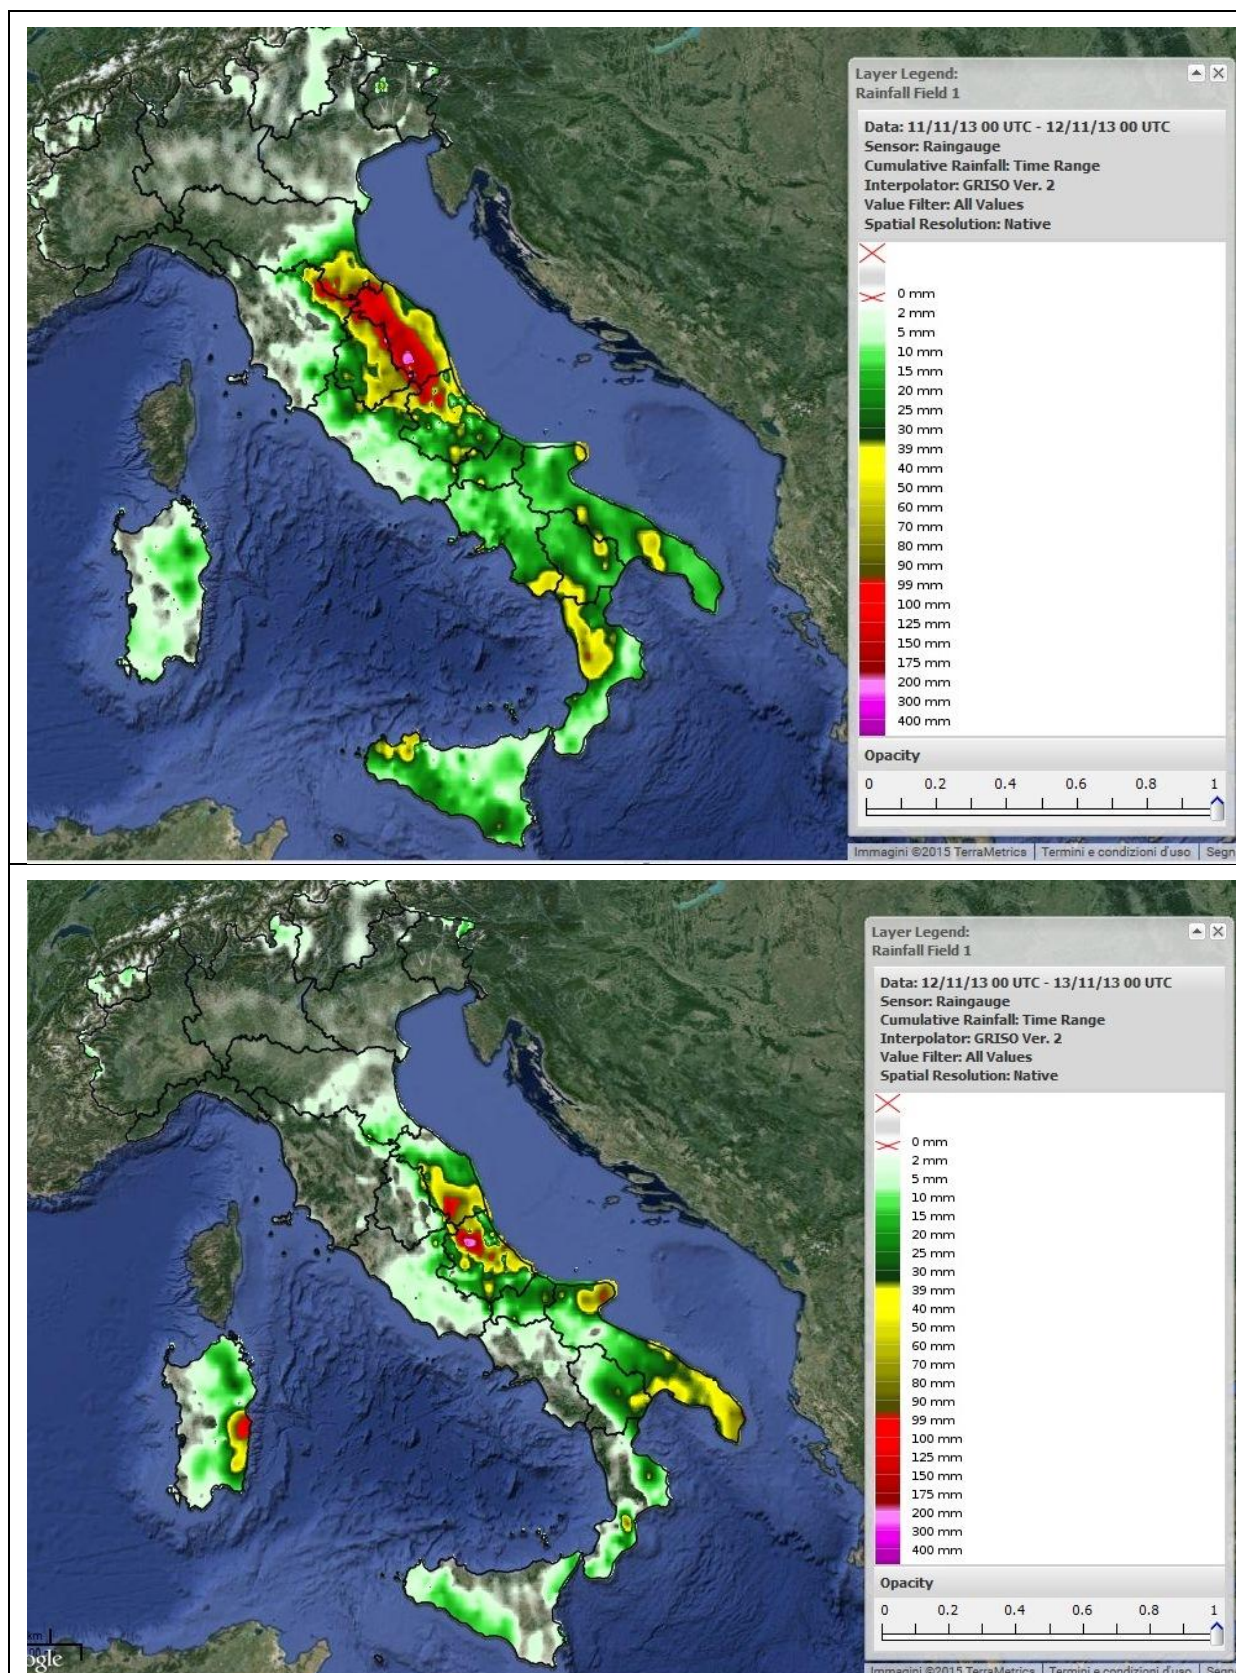 Layer Legend:
Rainfall Field 1
Data: 11/11/13 00 UTC - 12/11/13 00 UTC
Sensor: Raingauge
Cumulative Rainfall: Time Range
Interpolator: GRISO Ver. 2
Value Filter: All Values
Spatial Resolution: Native
0 mm
2 mm
5 mm
10 mm
15 mm
20 mm
25 mm
30 mm
39 mm
40 mm
50 mm
60 mm
70 mm
80 mm
90 mm
99 mm
100 mm
125 mm
150 mm
175 mm
200 mm
300 mm
400 mm
Opacity
0 0.2 0.4 0.6 0.8 1
Immagini ©2015 TerraMetrics Termini e condizioni d'uso Segn
Layer Legend:
Rainfall Field 1
Data: 12/11/13 00 UTC - 13/11/13 00 UTC
Sensor: Raingauge
Cumulative Rainfall: Time Range
Interpolator: GRISO Ver. 2
Value Filter: All Values
Spatial Resolution: Native
0 mm
2 mm
5 mm
10 mm
15 mm
20 mm
25 mm
30 mm
39 mm
40 mm
50 mm
60 mm
70 mm
80 mm
90 mm
99 mm
100 mm
125 mm
150 mm
175 mm
200 mm
300 mm
400 mm
Opacity
0 0.2 0.4 0.6 0.8 1
km
ogle
Immagini ©2015 TerraMetrics Termini e condizioni d'uso Segn